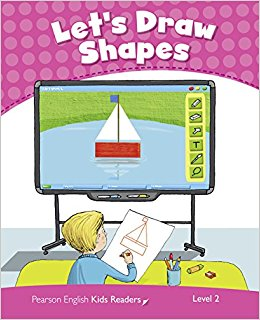 Let's Draw
Shapes
Pearson English Kids Readers
Level 2